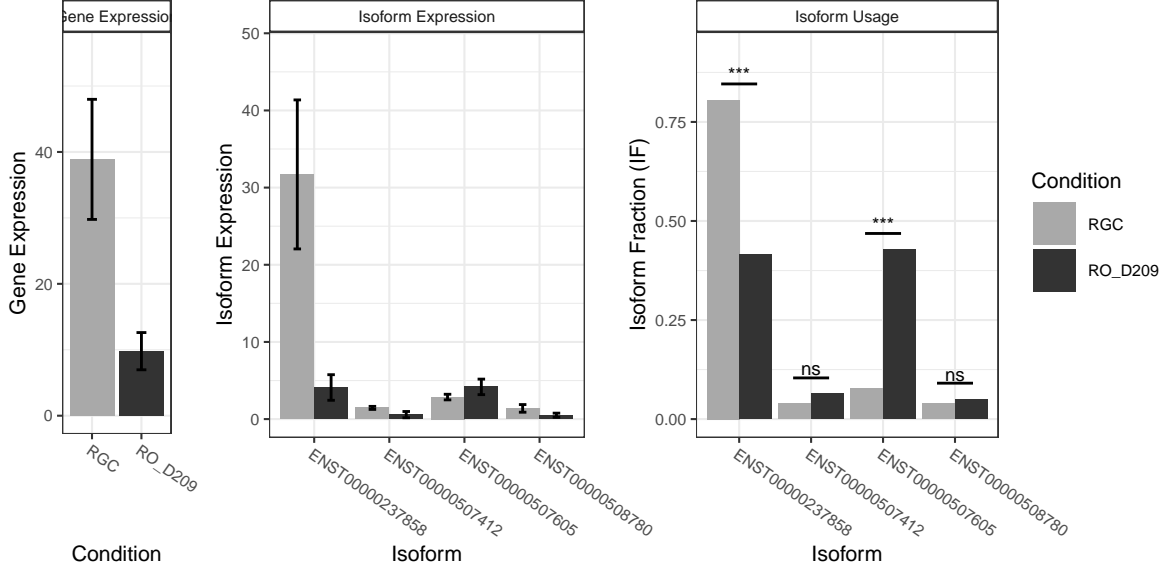 Gene Expression
Gene Expression
40
20
0
RGC
RO_D209
Condition
Isoform Expression
Isoform Expression
50
40
30
20
10
0
ENST00000237858
ENST00000507412
ENST00000507605
ENST00000508780
Isoform
Isoform Usage
Isoform Fraction (IF)
0.75
0.50
0.25
0.00
***
ns
***
ns
ENST00000237858
ENST00000507412
ENST00000507605
ENST00000508780
Isoform
Condition
RGC
RO_D209